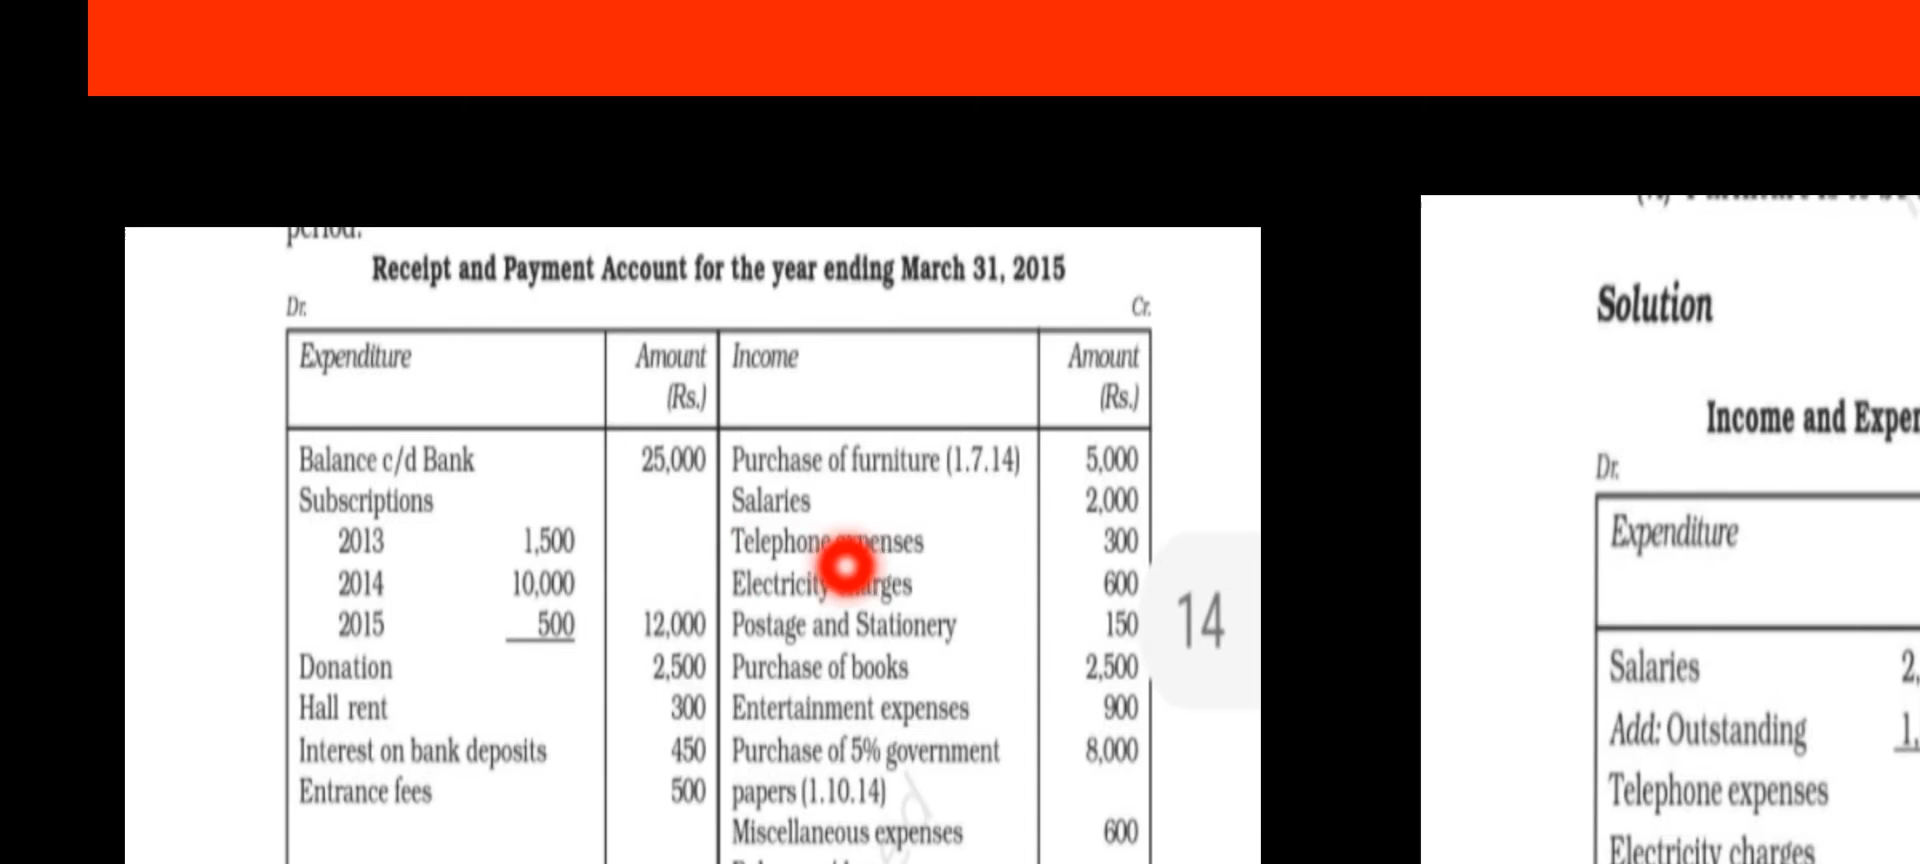 period.
Receipt and Payment Account for the year ending March 31, 2015
Dr. Cr.
Expenditure Amount (Rs.) Income Amount (Rs.)
Balance c/d Bank 25,000 Purchase of furniture (1.7.14) 5,000
Subscriptions Salaries 2,000
2013 1,500 Telephone expenses 300
2014 10,000 Electricity charges 600
2015 500 12,000 Postage and Stationery 150
Donation 2,500 Purchase of books 2,500
Hall rent 300 Entertainment expenses 900
Interest on bank deposits 450 Purchase of 5% government 8,000
Entrance fees 500 papers (1.10.14)
Miscellaneous expenses 600
14
Solution
Income and Exper
Dr.
Expenditure
Salaries 2,
Add: Outstanding 1,
Telephone expenses
Electricity charges